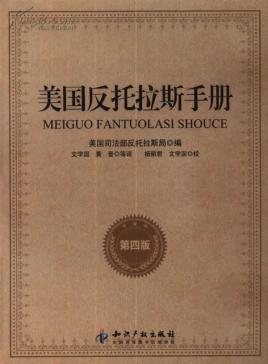 美国反托拉斯手册
MEIGUO FANTUOLASI SHOUCE
美国司法部反托拉斯局◎编
文学国 黄晋◎等译 杨丽君 文学国◎校
第四版
知识产权出版社